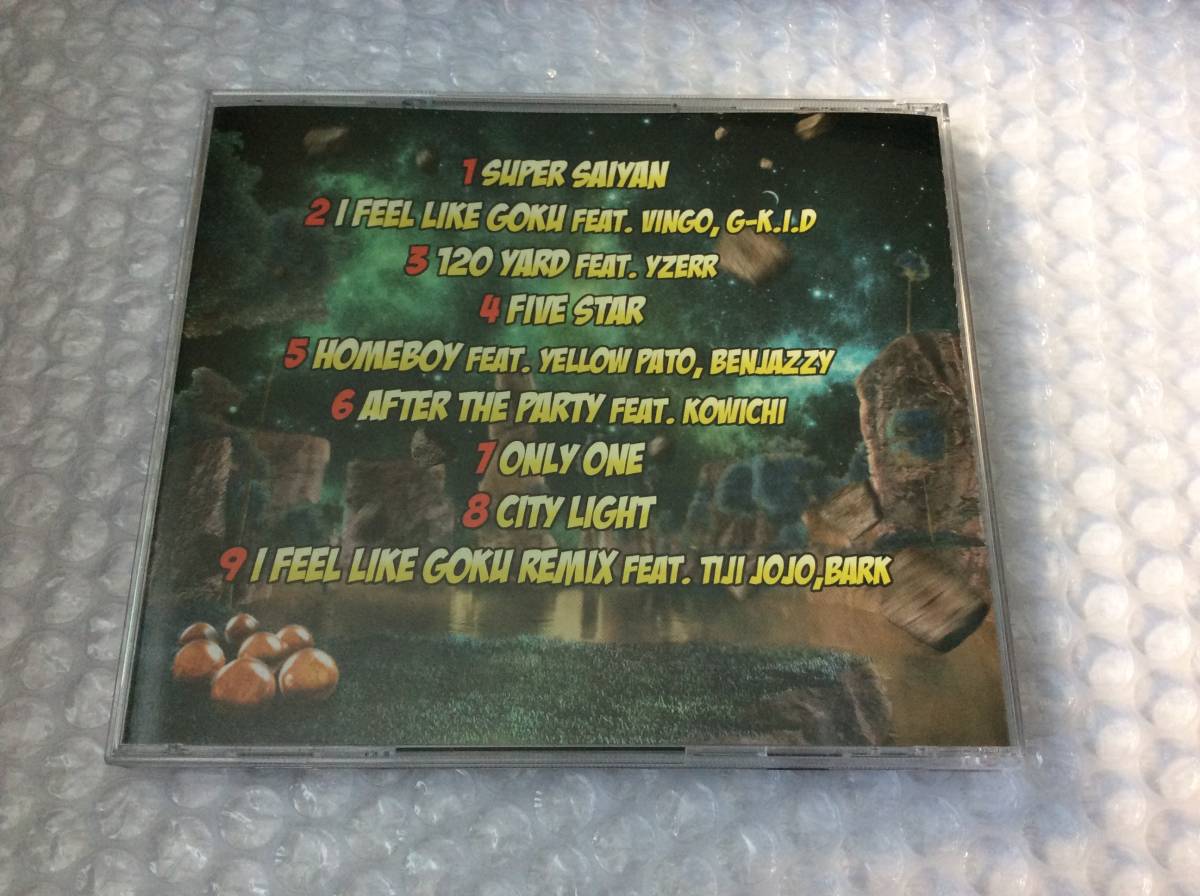 1 SUPER SAIYAN
2 I FEEL LIKE GOKU FEAT. VINGO, G-K.I.D
3 120 YARD FEAT. YZERR
4 FIVE STAR
5 HOMEBOY FEAT. YELLOW PATO, BENJAZZY
6 AFTER THE PARTY FEAT. KOWICHI
7 ONLY ONE
8 CITY LIGHT
9 I FEEL LIKE GOKU REMIX FEAT. TIJI JOJO,BARK